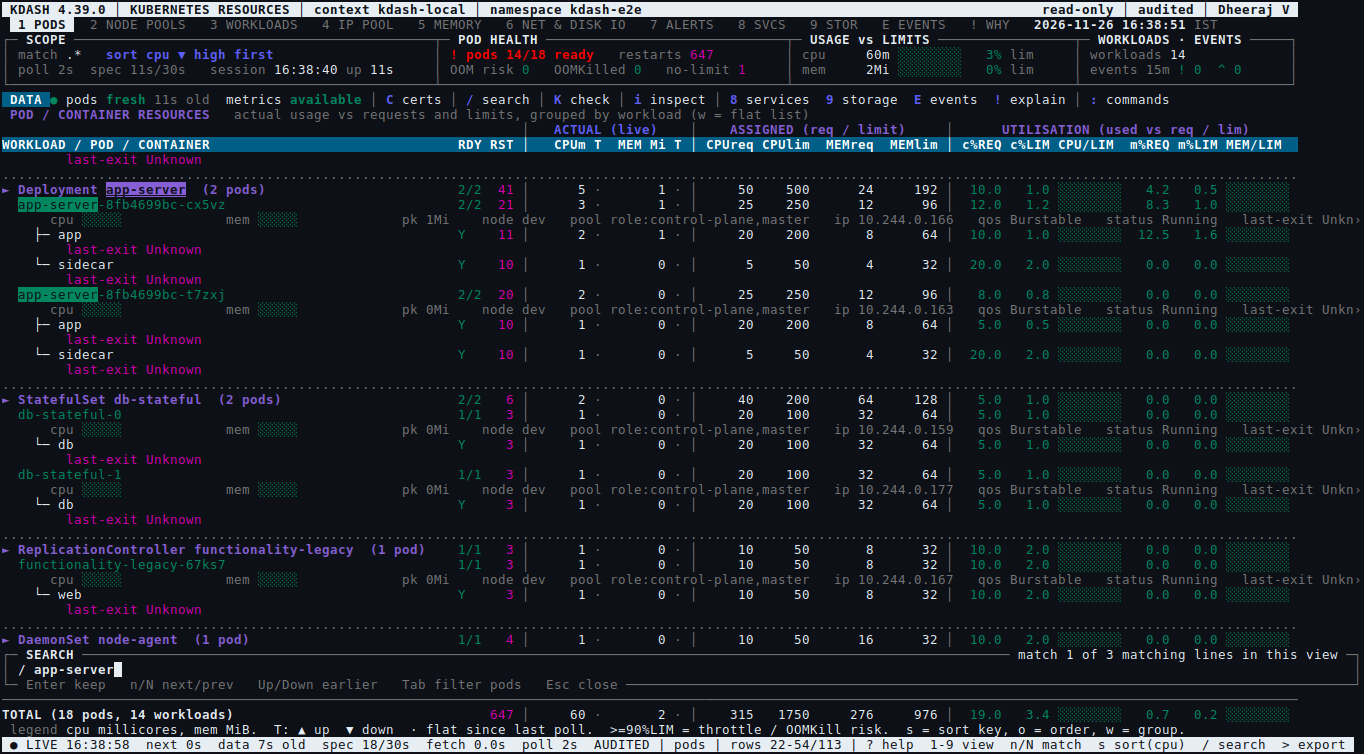 KDASH 4.39.0 │ KUBERNETES RESOURCES │ context kdash-local │ namespace kdash-e2e read-only │ audited │ Dheeraj V
1 PODS 2 NODE POOLS 3 WORKLOADS 4 IP POOL 5 MEMORY 6 NET & DISK IO 7 ALERTS 8 SVCS 9 STOR E EVENTS ! WHY 2026-11-26 16:38:51 IST
SCOPE POD HEALTH USAGE vs LIMITS WORKLOADS · EVENTS
match .* sort cpu ▼ high first ! pods 14/18 ready restarts 647 cpu 60m 3% lim workloads 14
poll 2s spec 11s/30s session 16:38:40 up 11s OOM risk 0 OOMKilled 0 no-limit 1 mem 2Mi 0% lim events 15m ! 0 ^ 0
DATA ● pods fresh 11s old metrics available │ C certs │ / search │ K check │ i inspect │ 8 services 9 storage E events ! explain │ : commands
POD / CONTAINER RESOURCES actual usage vs requests and limits, grouped by workload (w = flat list)
│ ACTUAL (live) │ ASSIGNED (req / limit) │ UTILISATION (used vs req / lim)
WORKLOAD / POD / CONTAINER RDY RST │ CPUm T MEM Mi T │ CPUreq CPUlim MEMreq MEMlim │ c%REQ c%LIM CPU/LIM m%REQ m%LIM MEM/LIM
last-exit Unknown
► Deployment app-server (2 pods) 2/2 41 │ 5 · 1 · │ 50 500 24 192 │ 10.0 1.0 4.2 0.5
app-server-8fb4699bc-cx5vz 2/2 21 │ 3 · 1 · │ 25 250 12 96 │ 12.0 1.2 8.3 1.0
cpu mem pk 1Mi node dev pool role:control-plane,master ip 10.244.0.166 qos Burstable status Running last-exit Unkn›
├─ app Y 11 │ 2 · 1 · │ 20 200 8 64 │ 10.0 1.0 12.5 1.6
last-exit Unknown
└─ sidecar Y 10 │ 1 · 0 · │ 5 50 4 32 │ 20.0 2.0 0.0 0.0
last-exit Unknown
app-server-8fb4699bc-t7zxj 2/2 20 │ 2 · 0 · │ 25 250 12 96 │ 8.0 0.8 0.0 0.0
cpu mem pk 0Mi node dev pool role:control-plane,master ip 10.244.0.163 qos Burstable status Running last-exit Unkn›
├─ app Y 10 │ 1 · 0 · │ 20 200 8 64 │ 5.0 0.5 0.0 0.0
last-exit Unknown
└─ sidecar Y 10 │ 1 · 0 · │ 5 50 4 32 │ 20.0 2.0 0.0 0.0
last-exit Unknown
► StatefulSet db-stateful (2 pods) 2/2 6 │ 2 · 0 · │ 40 200 64 128 │ 5.0 1.0 0.0 0.0
db-stateful-0 1/1 3 │ 1 · 0 · │ 20 100 32 64 │ 5.0 1.0 0.0 0.0
cpu mem pk 0Mi node dev pool role:control-plane,master ip 10.244.0.159 qos Burstable status Running last-exit Unkn›
└─ db Y 3 │ 1 · 0 · │ 20 100 32 64 │ 5.0 1.0 0.0 0.0
last-exit Unknown
db-stateful-1 1/1 3 │ 1 · 0 · │ 20 100 32 64 │ 5.0 1.0 0.0 0.0
cpu mem pk 0Mi node dev pool role:control-plane,master ip 10.244.0.177 qos Burstable status Running last-exit Unkn›
└─ db Y 3 │ 1 · 0 · │ 20 100 32 64 │ 5.0 1.0 0.0 0.0
last-exit Unknown
► ReplicationController functionality-legacy (1 pod) 1/1 3 │ 1 · 0 · │ 10 50 8 32 │ 10.0 2.0 0.0 0.0
functionality-legacy-67ks7 1/1 3 │ 1 · 0 · │ 10 50 8 32 │ 10.0 2.0 0.0 0.0
cpu mem pk 0Mi node dev pool role:control-plane,master ip 10.244.0.167 qos Burstable status Running last-exit Unkn›
└─ web Y 3 │ 1 · 0 · │ 10 50 8 32 │ 10.0 2.0 0.0 0.0
last-exit Unknown
► DaemonSet node-agent (1 pod) 1/1 4 │ 1 · 0 · │ 10 50 16 32 │ 10.0 2.0 0.0 0.0
SEARCH match 1 of 3 matching lines in this view
/ app-server
Enter keep n/N next/prev Up/Down earlier Tab filter pods Esc close
TOTAL (18 pods, 14 workloads) 647 │ 60 · 2 · │ 315 1750 276 976 │ 19.0 3.4 0.7 0.2
legend cpu millicores, mem MiB. T: ▲ up ▼ down · flat since last poll. >=90%LIM = throttle / OOMKill risk. s = sort key, o = order, w = group.
● LIVE 16:38:58 next 0s data 7s old spec 18/30s fetch 0.0s poll 2s AUDITED │ pods │ rows 22-54/113 │ ? help 1-9 view n/N match s sort(cpu) / search > export